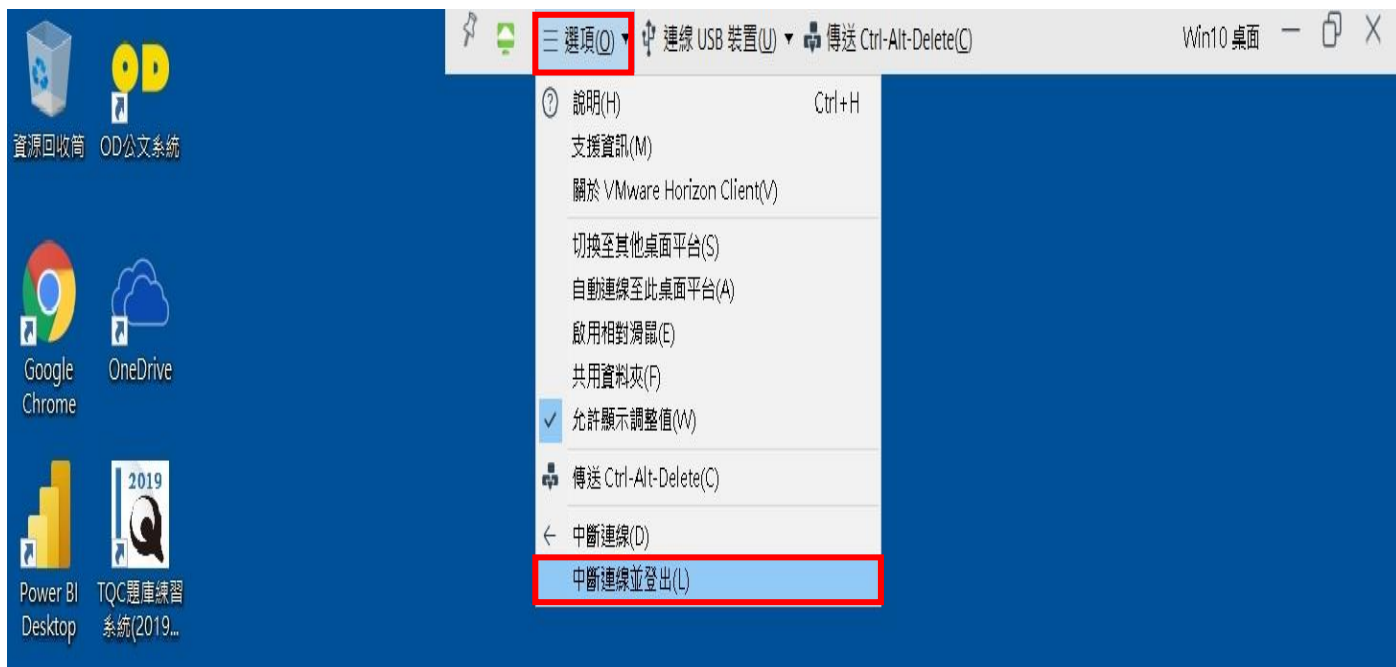 選項(O) 連線 USB 裝置(U) 傳送 Ctrl-Alt-Delete(C) Win10 桌面
說明(H) Ctrl+H
支援資訊(M)
關於 VMware Horizon Client(V)
切換至其他桌面平台(S)
自動連線至此桌面平台(A)
啟用相對滑鼠(E)
共用資料夾(F)
允許顯示調整值(W)
傳送 Ctrl-Alt-Delete(C)
中斷連線(D)
中斷連線並登出(L)
資源回收筒
OD
OD公文系統
Google
Chrome
OneDrive
Power BI
Desktop
2019
TQC題庫練習
系統(2019...